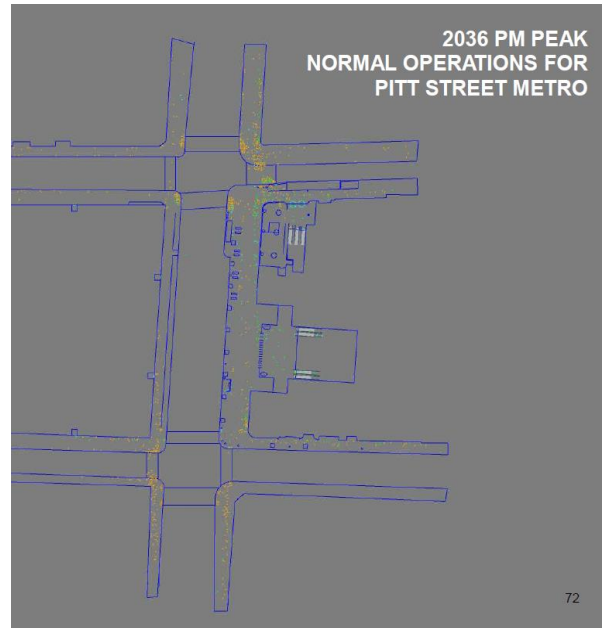 2036 PM PEAK
NORMAL OPERATIONS FOR
PITT STREET METRO
72